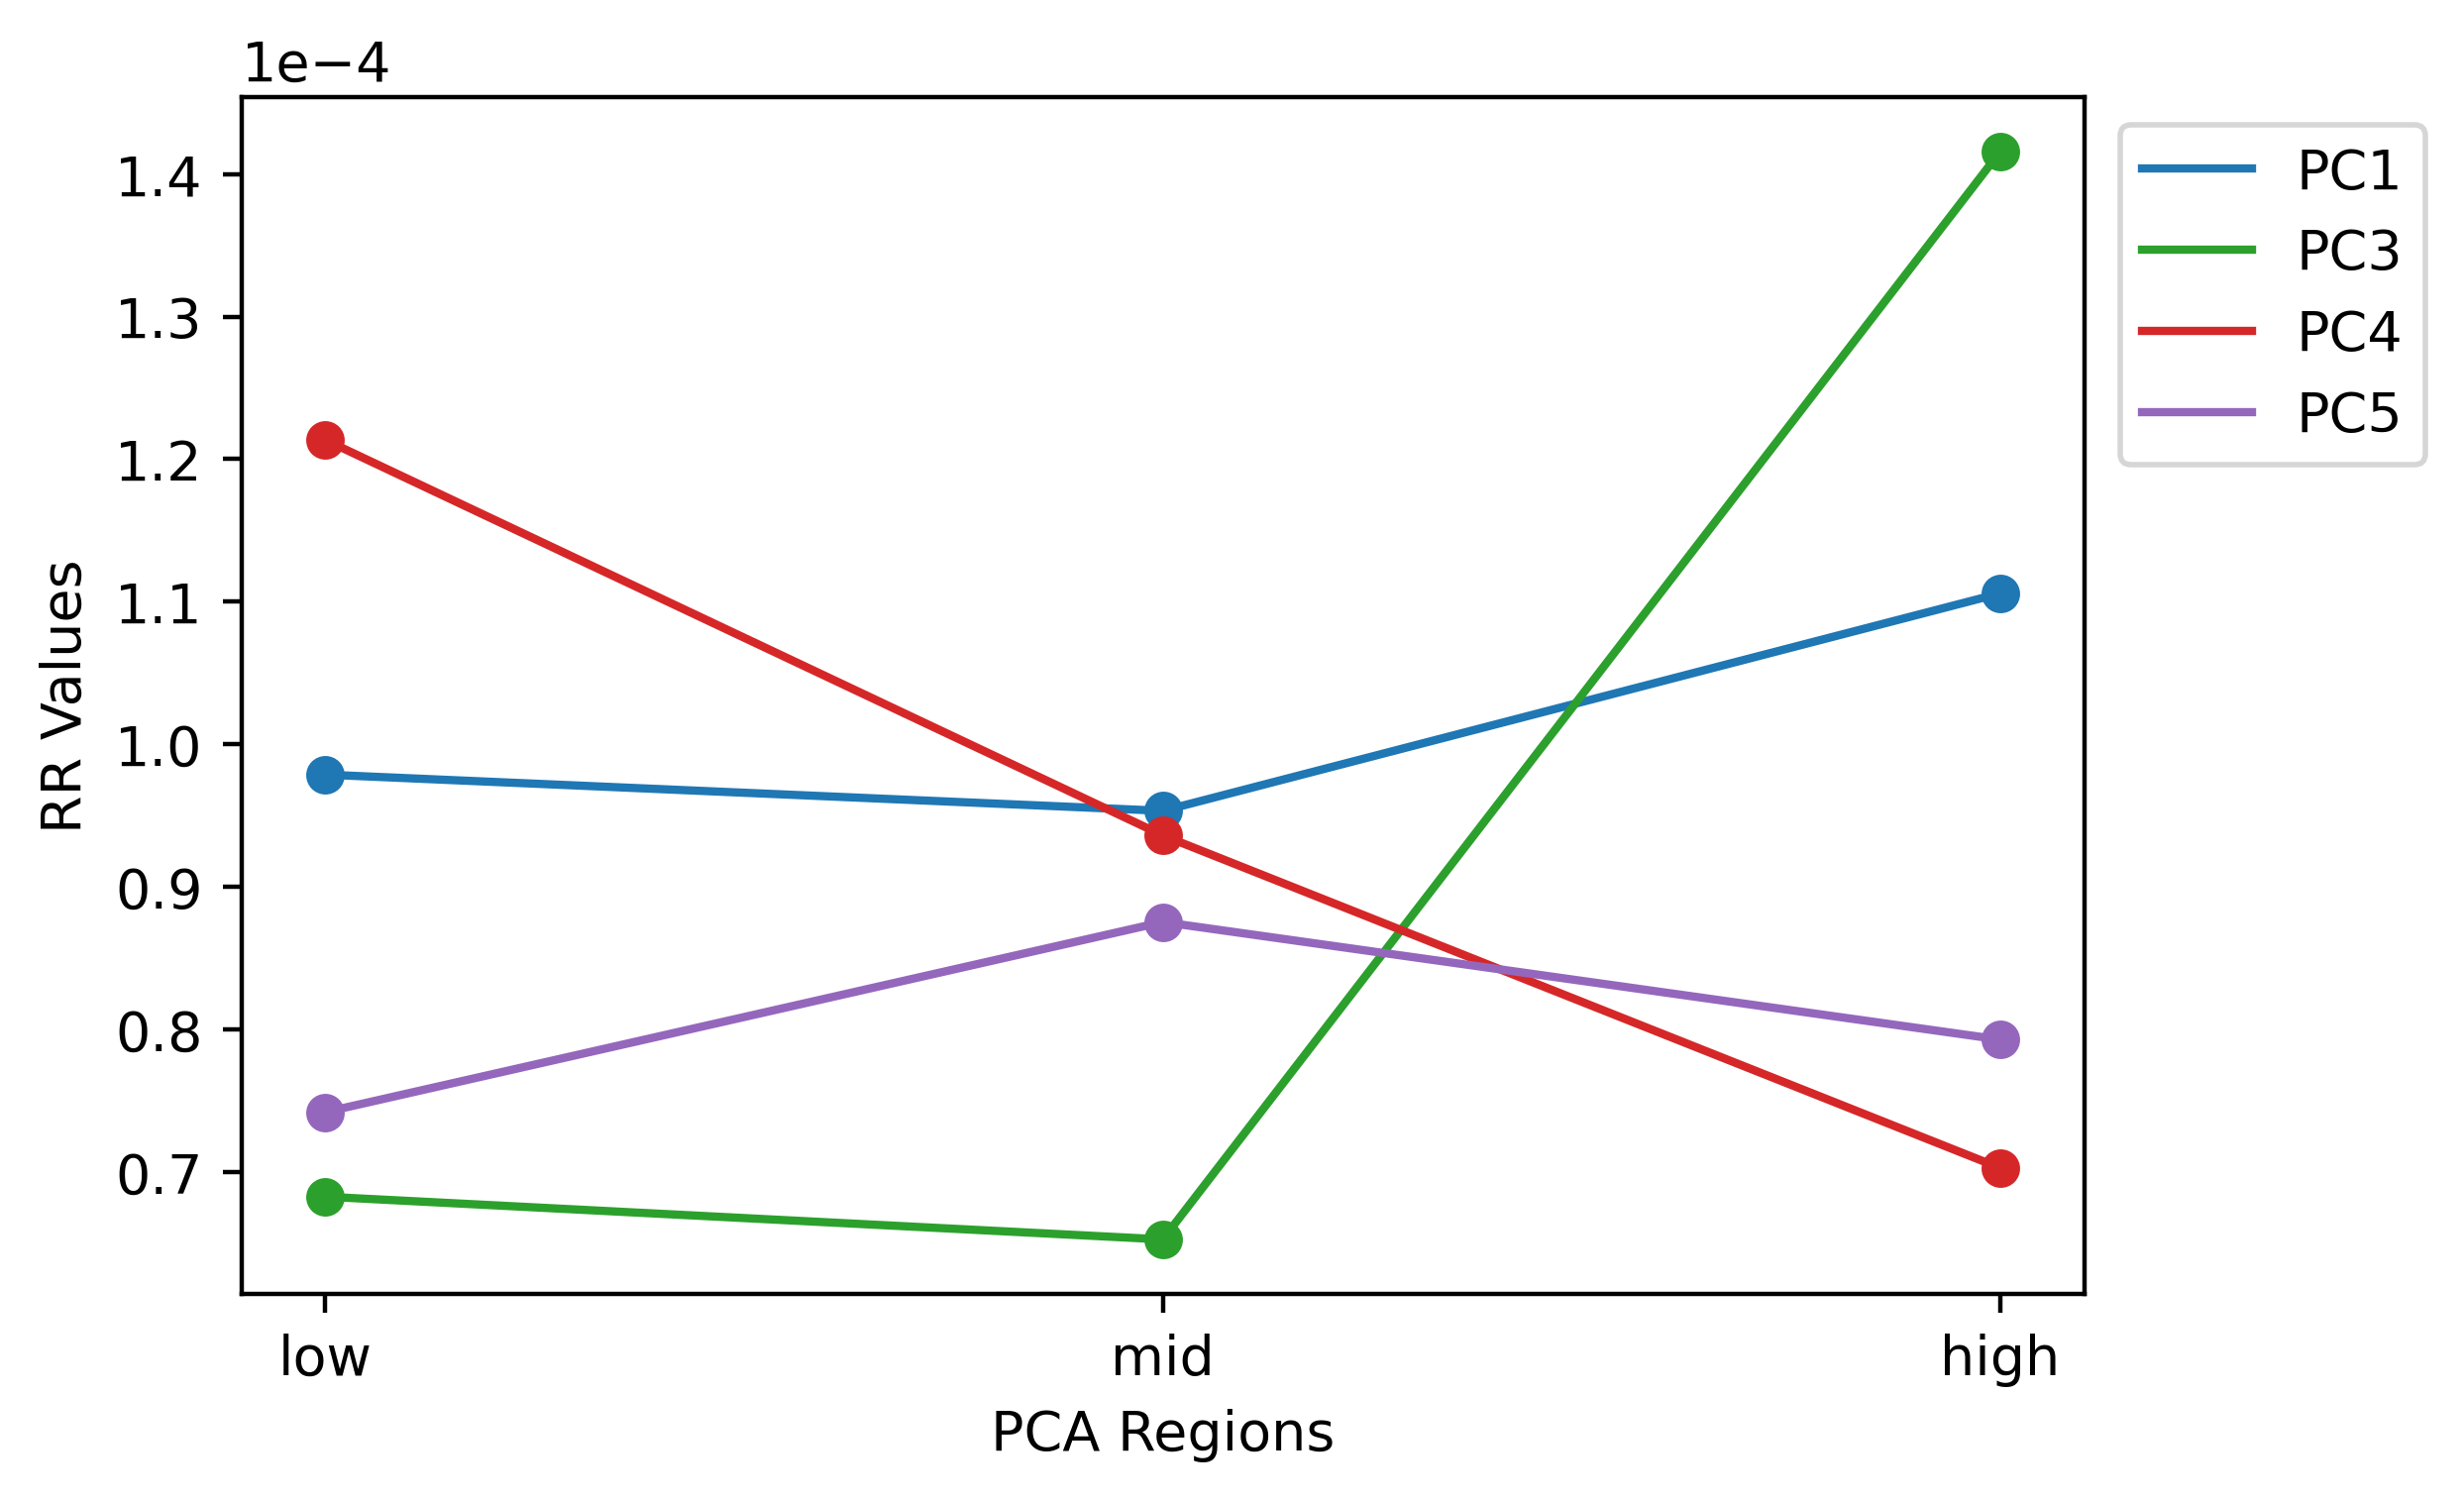 1e−4
1.4
1.3
1.2
1.1
1.0
0.9
0.8
0.7
RR Values
low
mid
high
PCA Regions
PC1
PC3
PC4
PC5